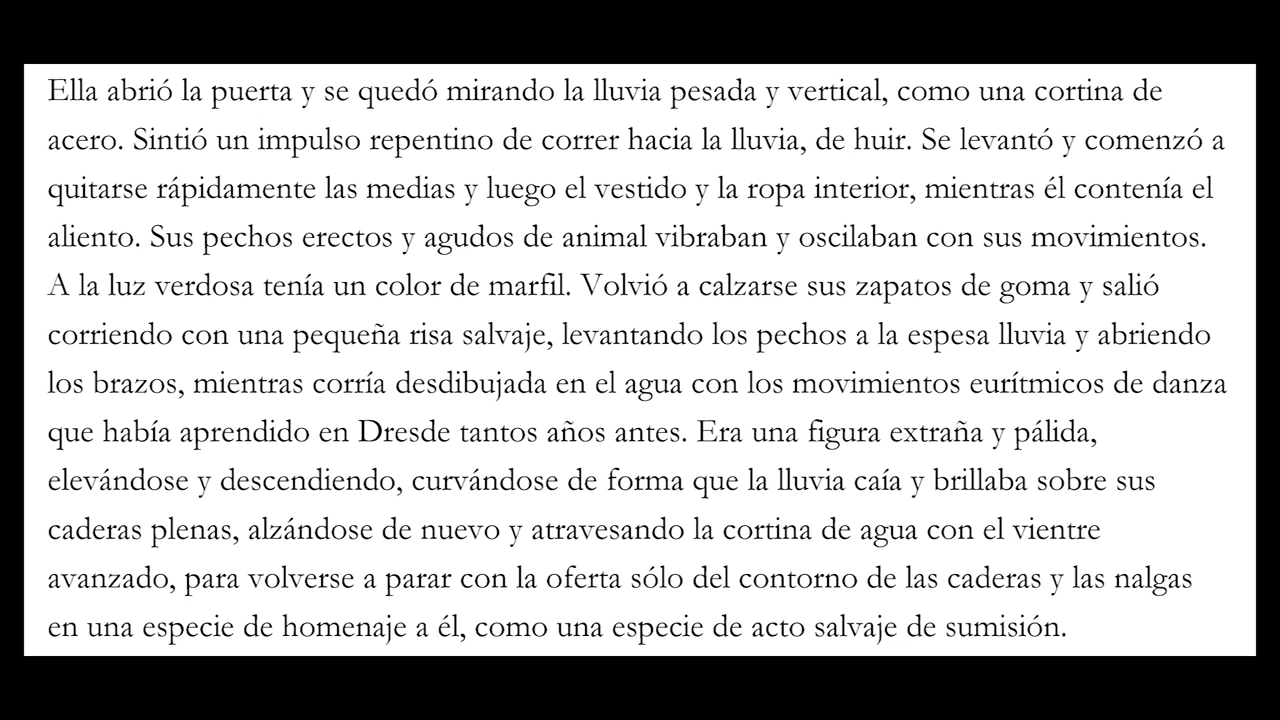 Ella abrió la puerta y se quedó mirando la lluvia pesada y vertical, como una cortina de
acero. Sintió un impulso repentino de correr hacia la lluvia, de huir. Se levantó y comenzó a
quitarse rápidamente las medias y luego el vestido y la ropa interior, mientras él contenía el
aliento. Sus pechos erectos y agudos de animal vibraban y oscilaban con sus movimientos.
A la luz verdosa tenía un color de marfil. Volvió a calzarse sus zapatos de goma y salió
corriendo con una pequeña risa salvaje, levantando los pechos a la espesa lluvia y abriendo
los brazos, mientras corría desdibujada en el agua con los movimientos eurítmicos de danza
que había aprendido en Dresde tantos años antes. Era una figura extraña y pálida,
elevándose y descendiendo, curvándose de forma que la lluvia caía y brillaba sobre sus
caderas plenas, alzándose de nuevo y atravesando la cortina de agua con el vientre
avanzado, para volverse a parar con la oferta sólo del contorno de las caderas y las nalgas
en una especie de homenaje a él, como una especie de acto salvaje de sumisión.